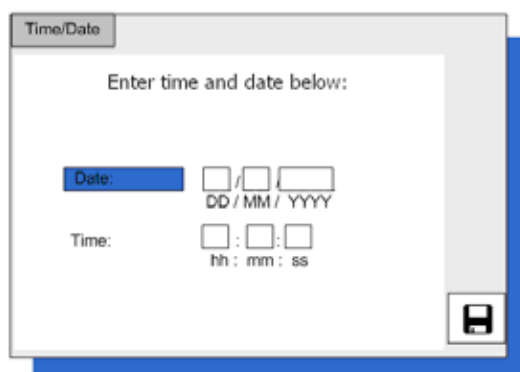 Time/Date
Enter time and date below:
Date: / /
DD / MM / YYYY
Time: : :
hh : mm : ss